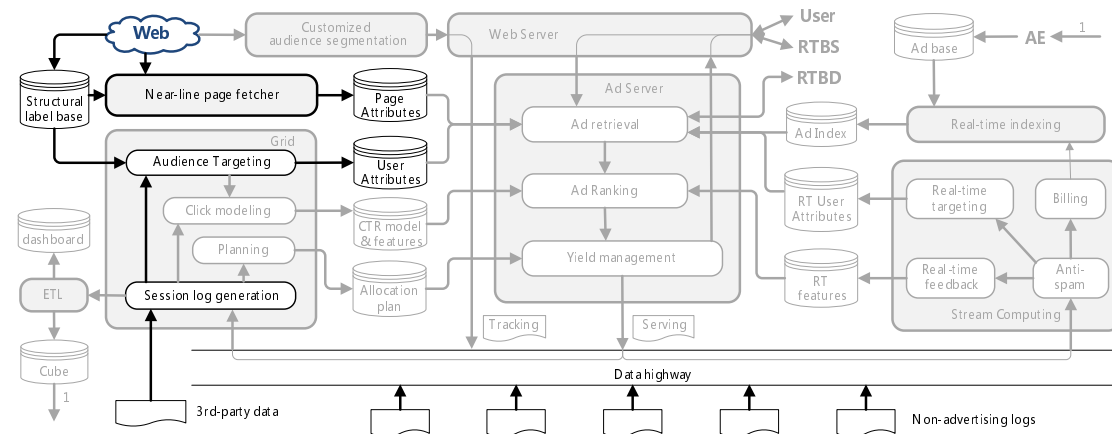 Web
Customized
audience segmentation
Web Server
User
RTBS
RTBD
Ad base
AE
1
Structural
label base
Near-line page fetcher
Page
Attributes
Ad Server
Ad retrieval
Ad Index
Real-time indexing
Grid
Audience Targeting
User
Attributes
Ad Ranking
RT User
Attributes
Real-time
targeting
Billing
Click modeling
CTR model
& features
dashboard
Planning
Yield management
ETL
Session log generation
Allocation
plan
RT
features
Real-time
feedback
Anti-
spam
Stream Computing
Tracking
Serving
Cube
1
Data highway
3rd-party data
Non-advertising logs